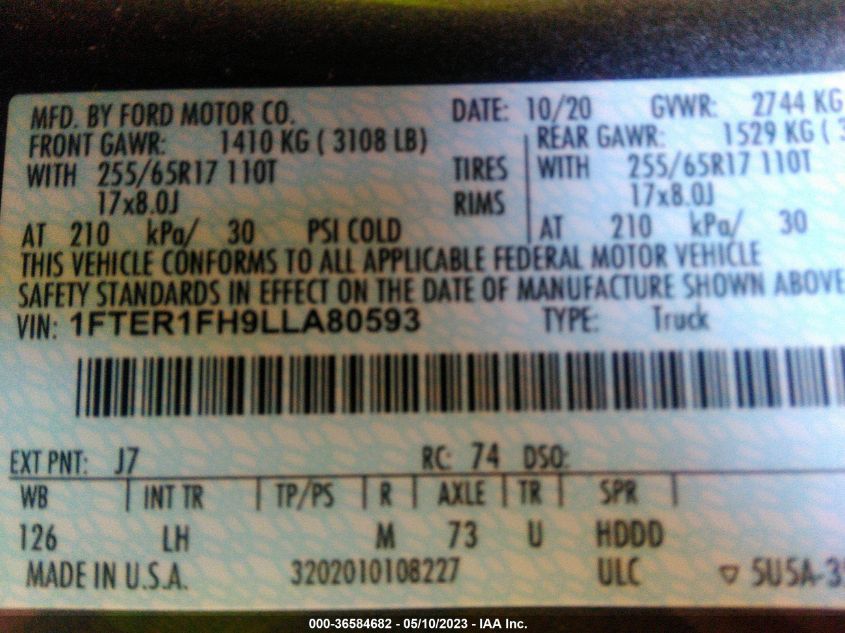 MFD. BY FORD MOTOR CO. DATE: 10/20 GVWR: 2744 KG
FRONT GAWR: 1410 KG ( 3108 LB) REAR GAWR: 1529 KG ( 3
WITH 255/65R17 110T TIRES WITH 255/65R17 110T
17x8.0J RIMS 17x8.0J
AT 210 kPa/ 30 PSI COLD AT 210 kPa/ 30
THIS VEHICLE CONFORMS TO ALL APPLICABLE FEDERAL MOTOR VEHICLE
SAFETY STANDARDS IN EFFECT ON THE DATE OF MANUFACTURE SHOWN ABOVE
VIN: 1FTER1FH9LLA80593 TYPE: Truck
EXT PNT: J7 RC: 74 DSO:
WB INT TR TP/PS R AXLE TR SPR
126 LH M 73 U HDDD
MADE IN U.S.A. 3202010108227 ULC ▽ 5U5A-3
000-36584682 - 05/10/2023 - IAA Inc.